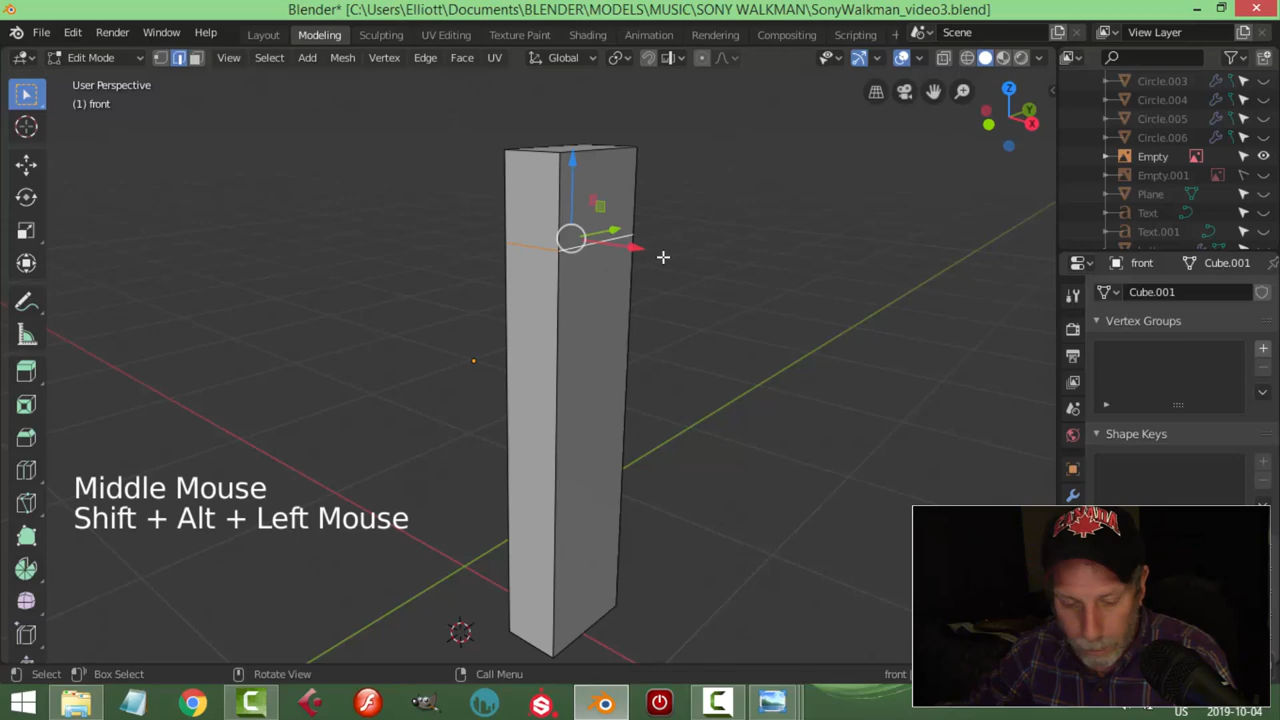 Blender* [C:\Users\Elliott\Documents\BLENDER\MODELS\MUSIC\SONY WALKMAN\SonyWalkman_video3.blend]
File Edit Render Window Help Layout Modeling Sculpting UV Editing Texture Paint Shading Animation Rendering Compositing Scripting + Scene View Layer
Edit Mode View Select Add Mesh Vertex Edge Face UV Global
User Perspective
(1) front
Z
Y
X
Circle.003
Circle.004
Circle.005
Circle.006
Empty
Empty.001
Plane
Text
Text.001
front Cube.001
Cube.001
Vertex Groups
Shape Keys
Middle Mouse
Shift + Alt + Left Mouse
CANADA
Select Box Select Rotate View Call Menu front
US 2019-10-04